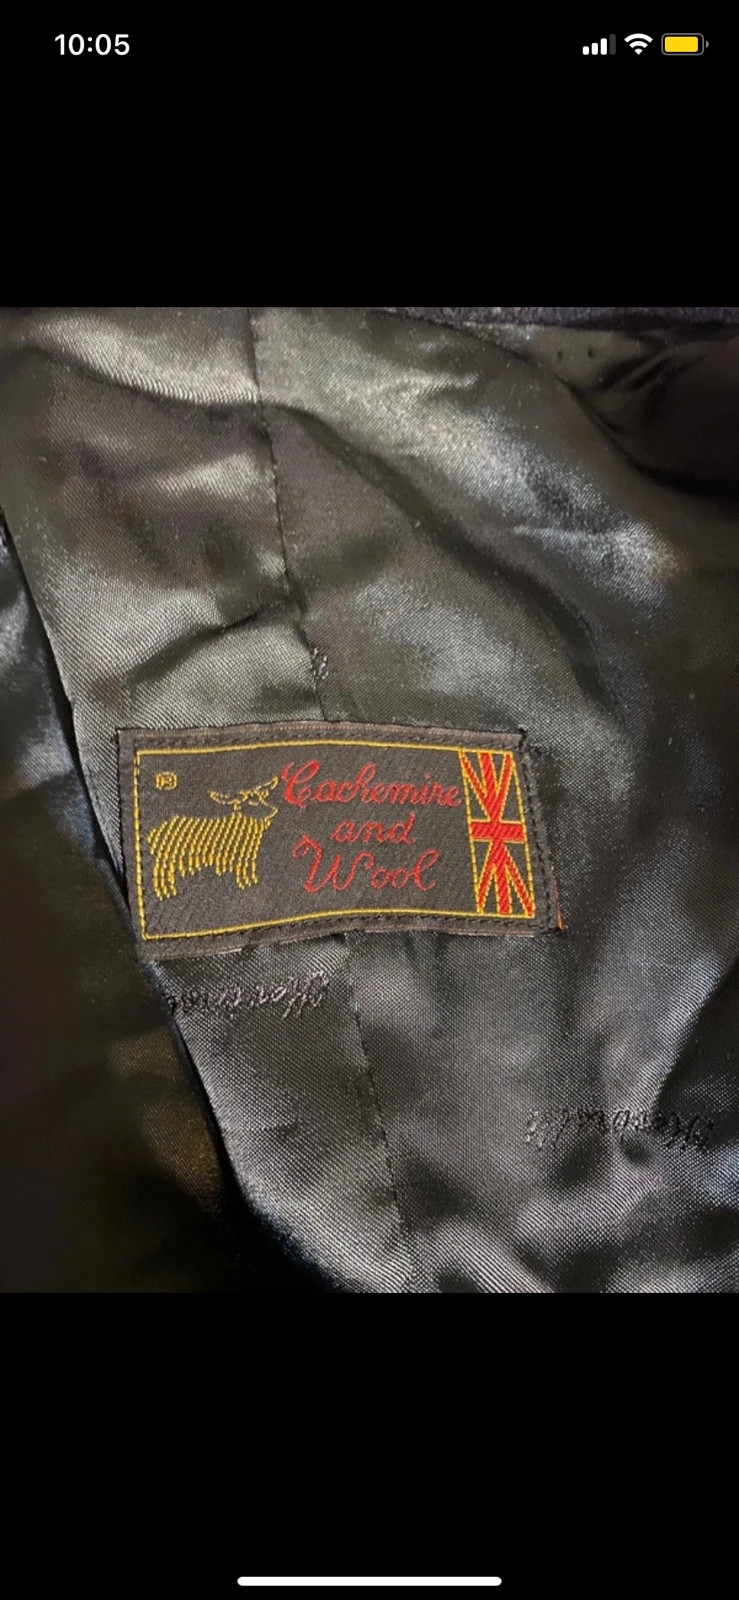 10:05
®
Cachemire
and
Wool